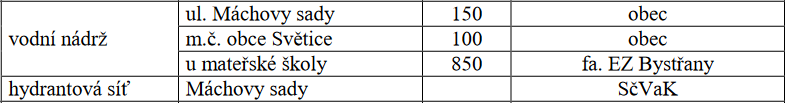 ul. Máchovy sady 150 obec
vodní nádrž m.č. obce Světice 100 obec
u mateřské školy 850 fa. EZ Bystřany
hydrantová síť Máchovy sady SčVaK